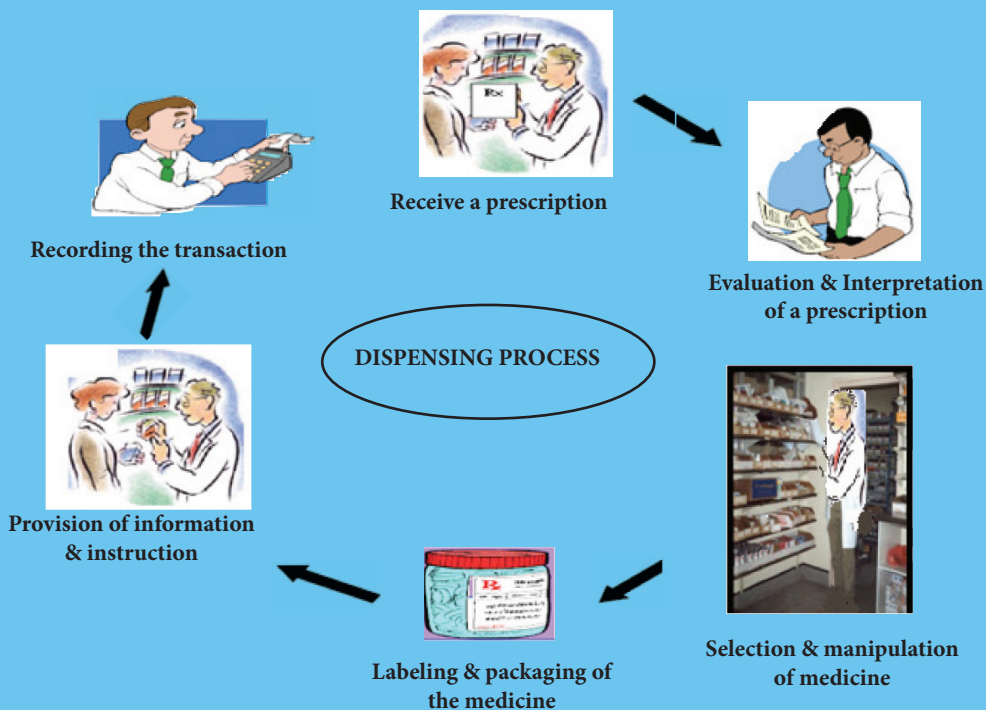 Rx
Receive a prescription
Evaluation & Interpretation
of a prescription
Selection & manipulation
of medicine
Labeling & packaging of
the medicine
Provision of information
& instruction
Recording the transaction
DISPENSING PROCESS